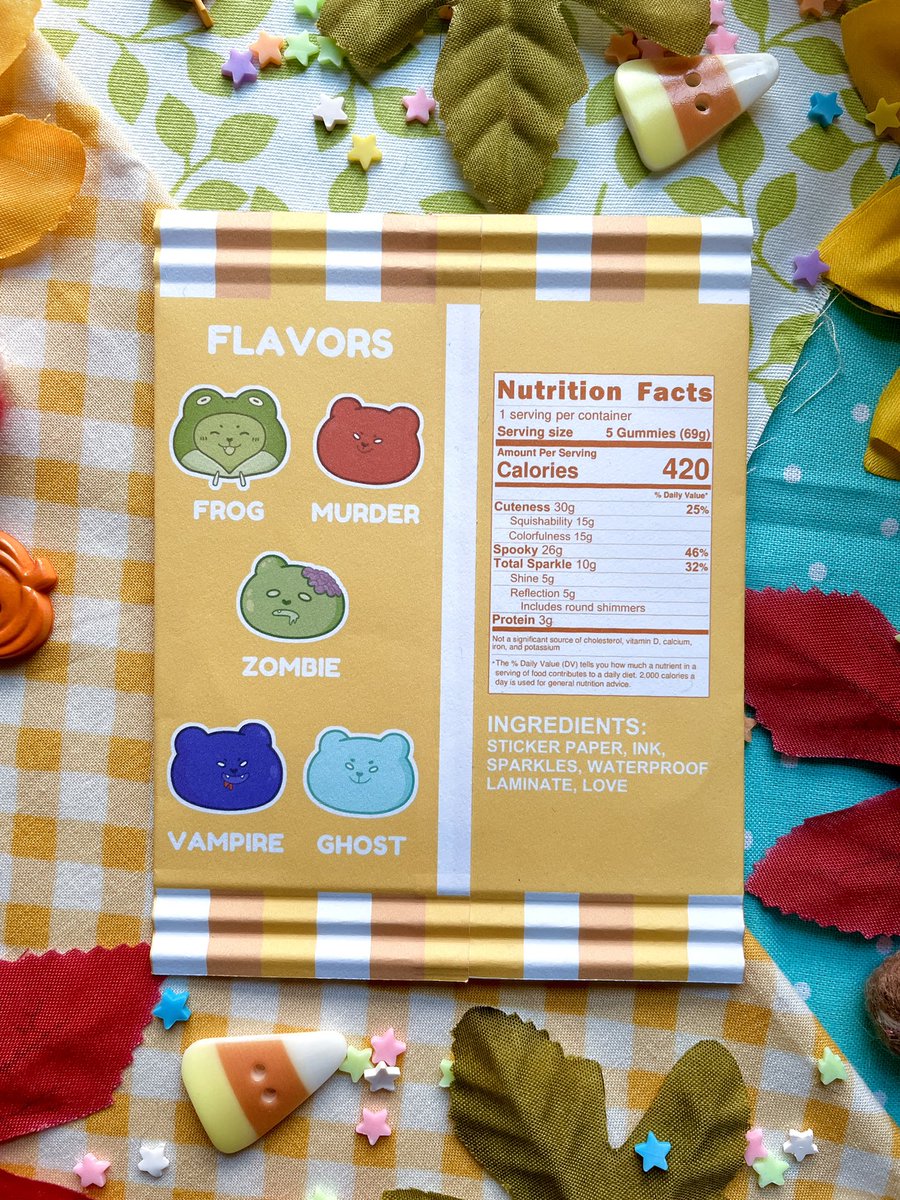 FLAVORS
FROG
MURDER
ZOMBIE
VAMPIRE
GHOST
Nutrition Facts
1 serving per container
Serving size 5 Gummies (69g)
Amount Per Serving
Calories 420
% Daily Value*
Cuteness 30g 25%
Squishability 15g
Colorfulness 15g
Spooky 26g 46%
Total Sparkle 10g 32%
Shine 5g
Reflection 5g
Includes round shimmers
Protein 3g
Not a significant source of cholesterol, vitamin D, calcium,
iron, and potassium
*The % Daily Value (DV) tells you how much a nutrient in a
serving of food contributes to a daily diet. 2,000 calories a
day is used for general nutrition advice.
INGREDIENTS:
STICKER PAPER, INK,
SPARKLES, WATERPROOF
LAMINATE, LOVE